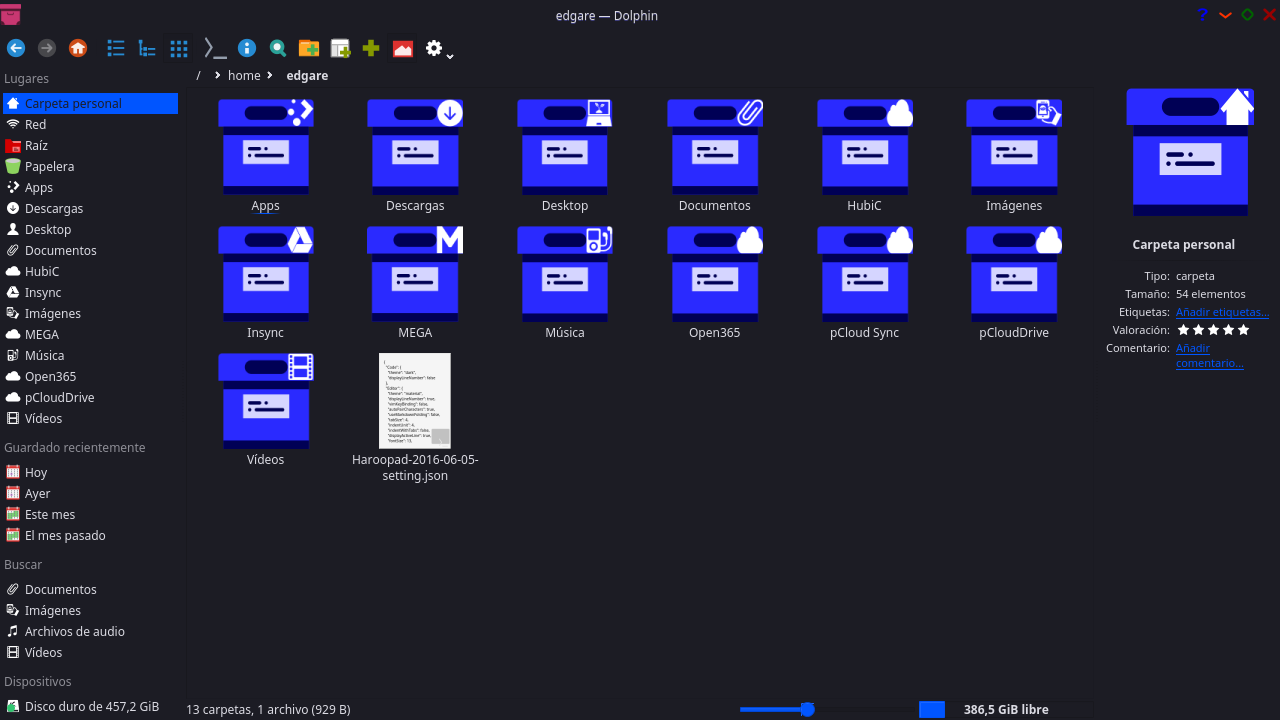 edgare — Dolphin
?
Lugares
Carpeta personal
Red
Raíz
Papelera
Apps
Descargas
Desktop
Documentos
HubiC
Insync
Imágenes
MEGA
Música
Open365
pCloudDrive
Vídeos
Guardado recientemente
Hoy
Ayer
Este mes
El mes pasado
Buscar
Documentos
Imágenes
Archivos de audio
Vídeos
Dispositivos
Disco duro de 457,2 GiB
/ home edgare
Apps Descargas Desktop Documentos HubiC Imágenes
Insync MEGA Música Open365 pCloud Sync pCloudDrive
Vídeos Haroopad-2016-06-05-
setting.json
Carpeta personal
Tipo: carpeta
Tamaño: 54 elementos
Etiquetas: Añadir etiquetas...
Valoración:
Comentario: Añadir
comentario...
13 carpetas, 1 archivo (929 B)
386,5 GiB libre